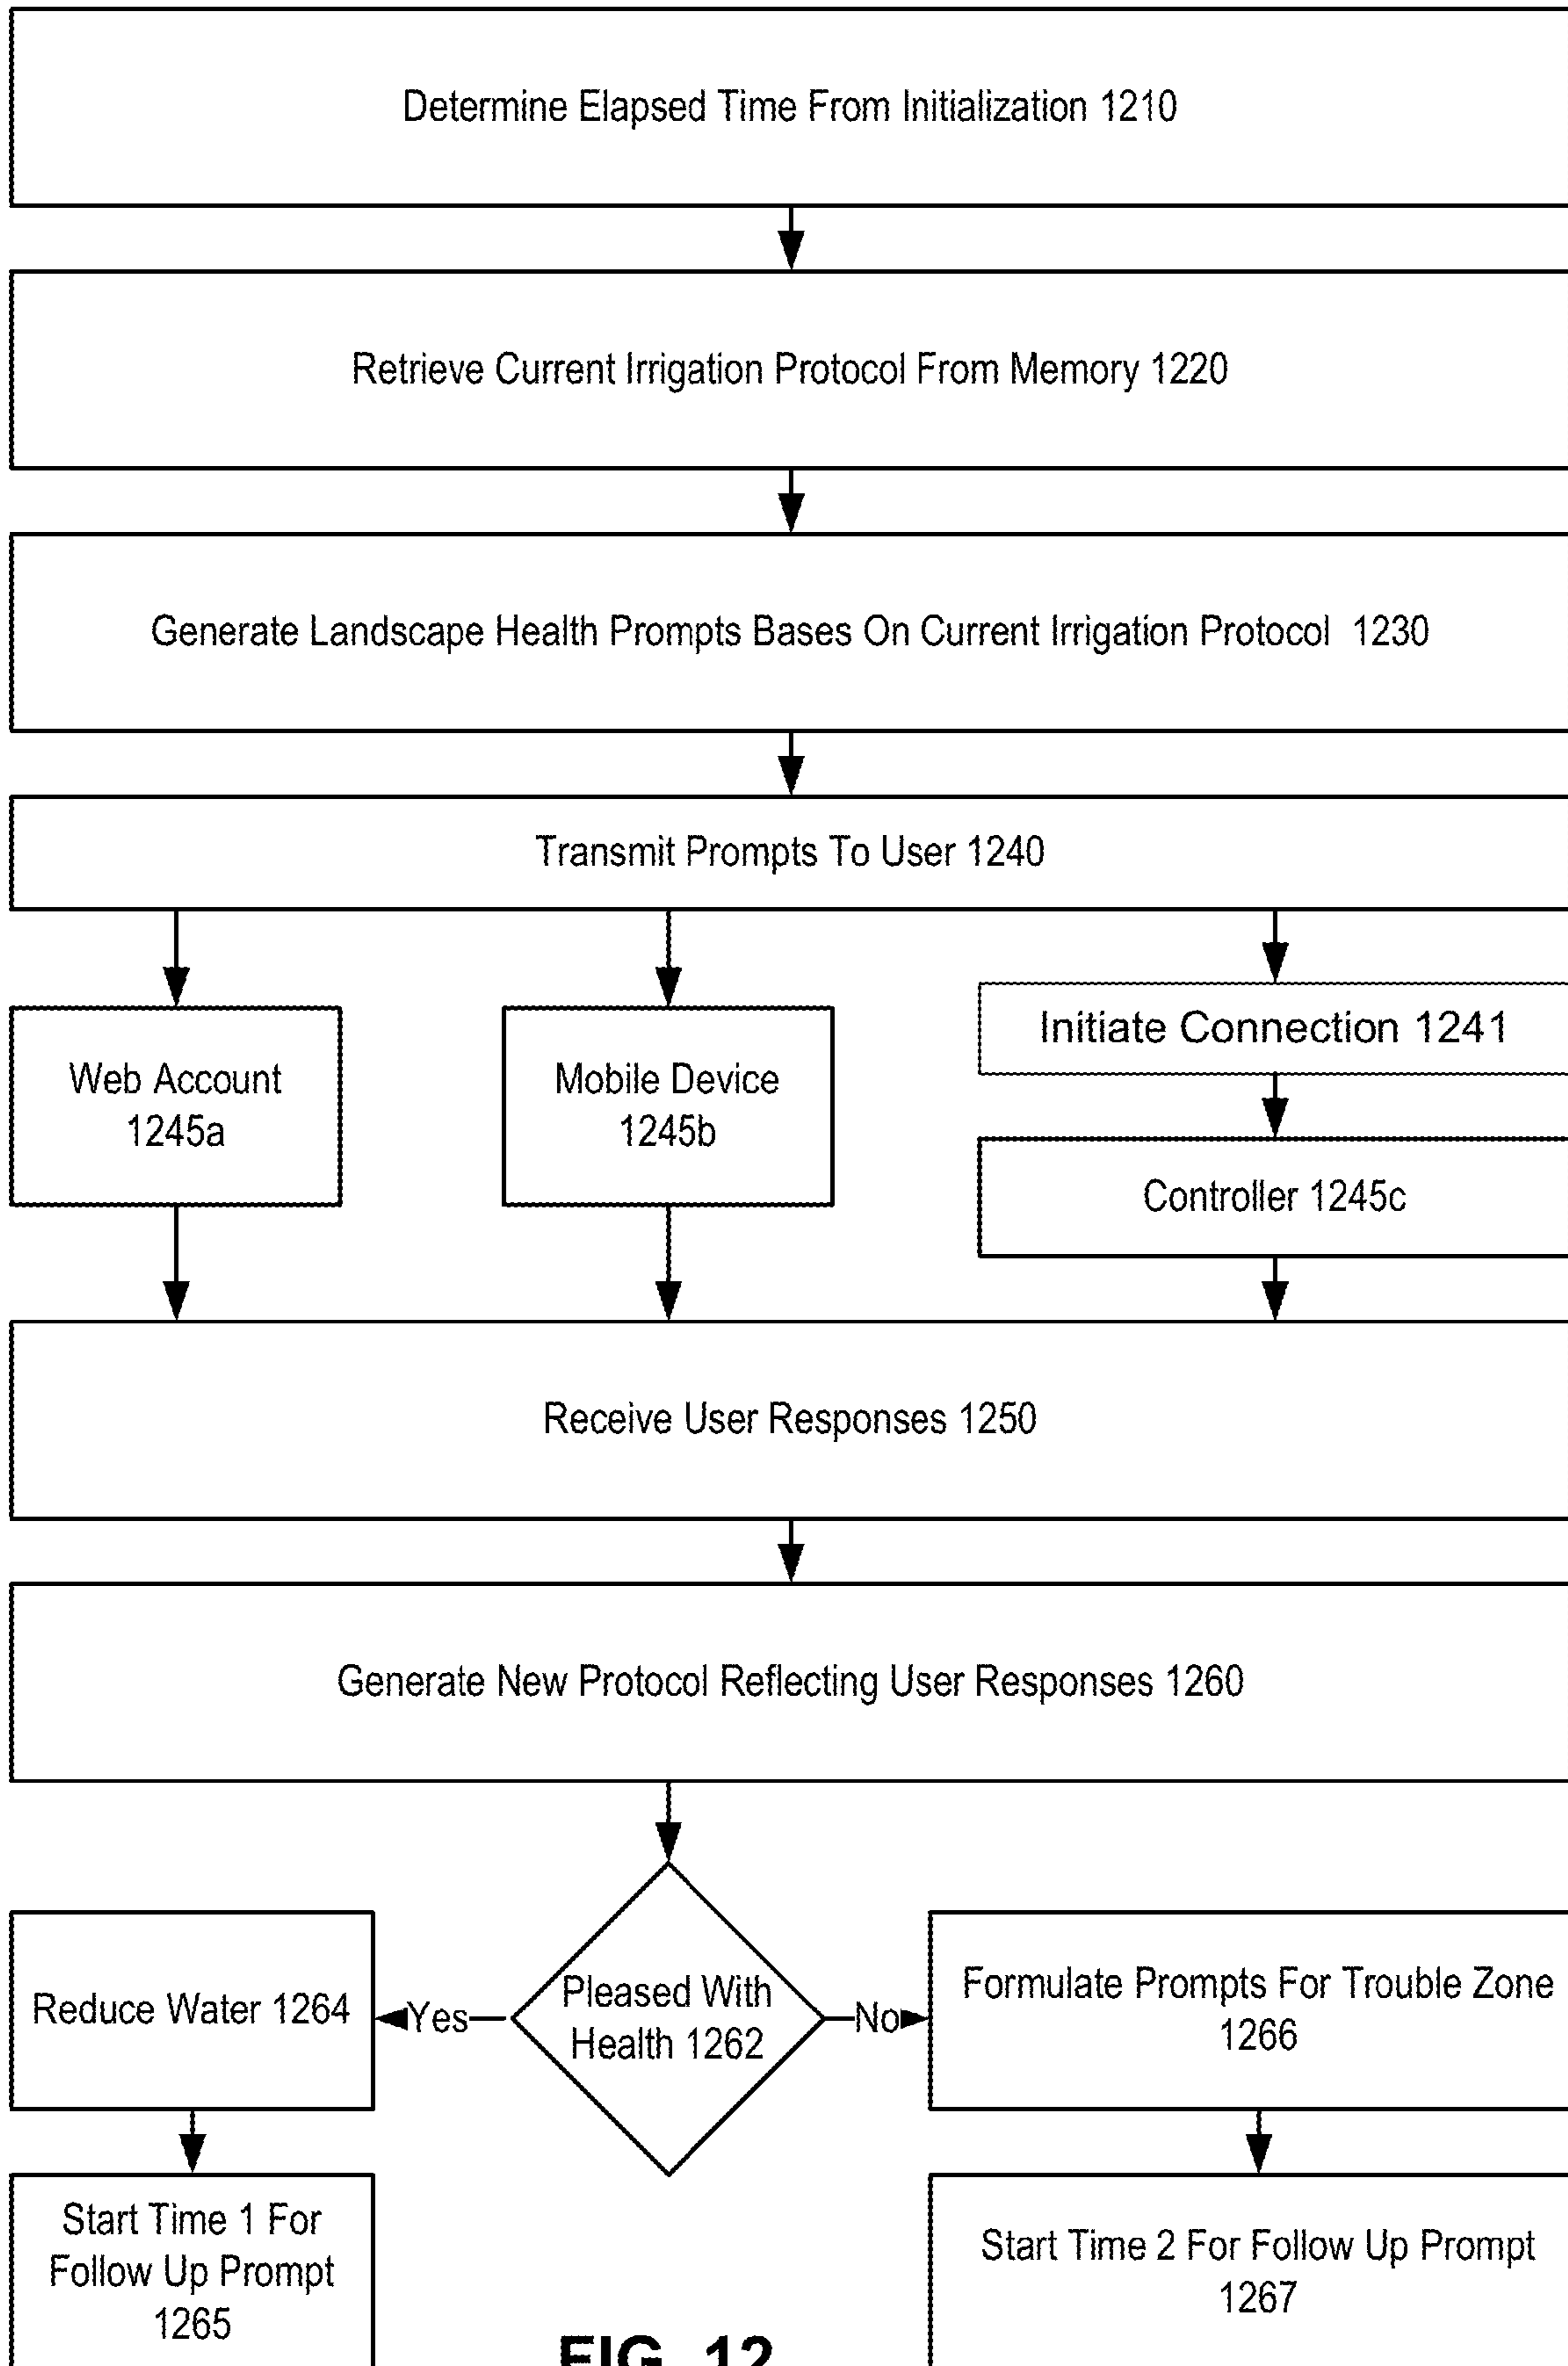 Determine Elapsed Time From Initialization 1210
Retrieve Current Irrigation Protocol From Memory 1220
Generate Landscape Health Prompts Bases On Current Irrigation Protocol 1230
Transmit Prompts To User 1240
Web Account
1245a
Mobile Device
1245b
Initiate Connection 1241
Controller 1245c
Receive User Responses 1250
Generate New Protocol Reflecting User Responses 1260
Reduce Water 1264
Yes
Pleased With
Health 1262
No
Formulate Prompts For Trouble Zone
1266
Start Time 1 For
Follow Up Prompt
1265
Start Time 2 For Follow Up Prompt
1267
FIG. 12